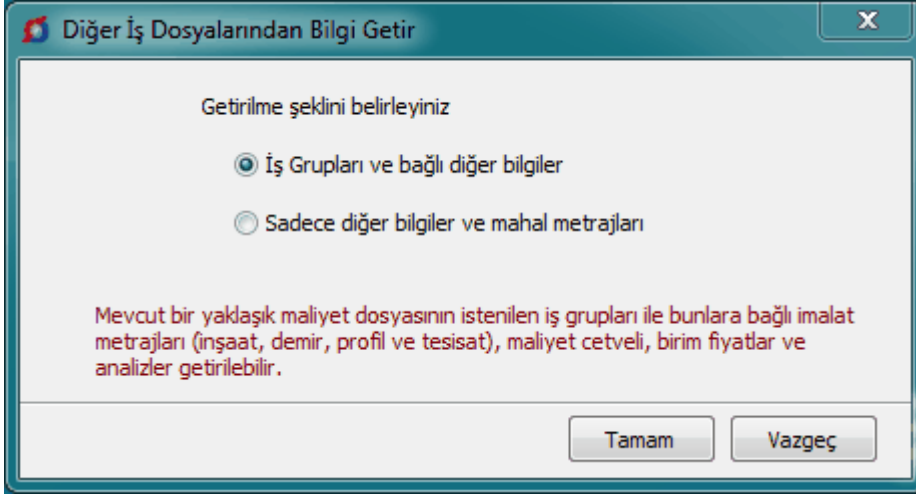 Diğer İş Dosyalarından Bilgi Getir
Getirilme şeklini belirleyiniz
İş Grupları ve bağlı diğer bilgiler
Sadece diğer bilgiler ve mahal metrajları
Mevcut bir yaklaşık maliyet dosyasının istenilen iş grupları ile bunlara bağlı imalat
metrajları (inşaat, demir, profil ve tesisat), maliyet cetveli, birim fiyatlar ve
analizler getirilebilir.
Tamam
Vazgeç